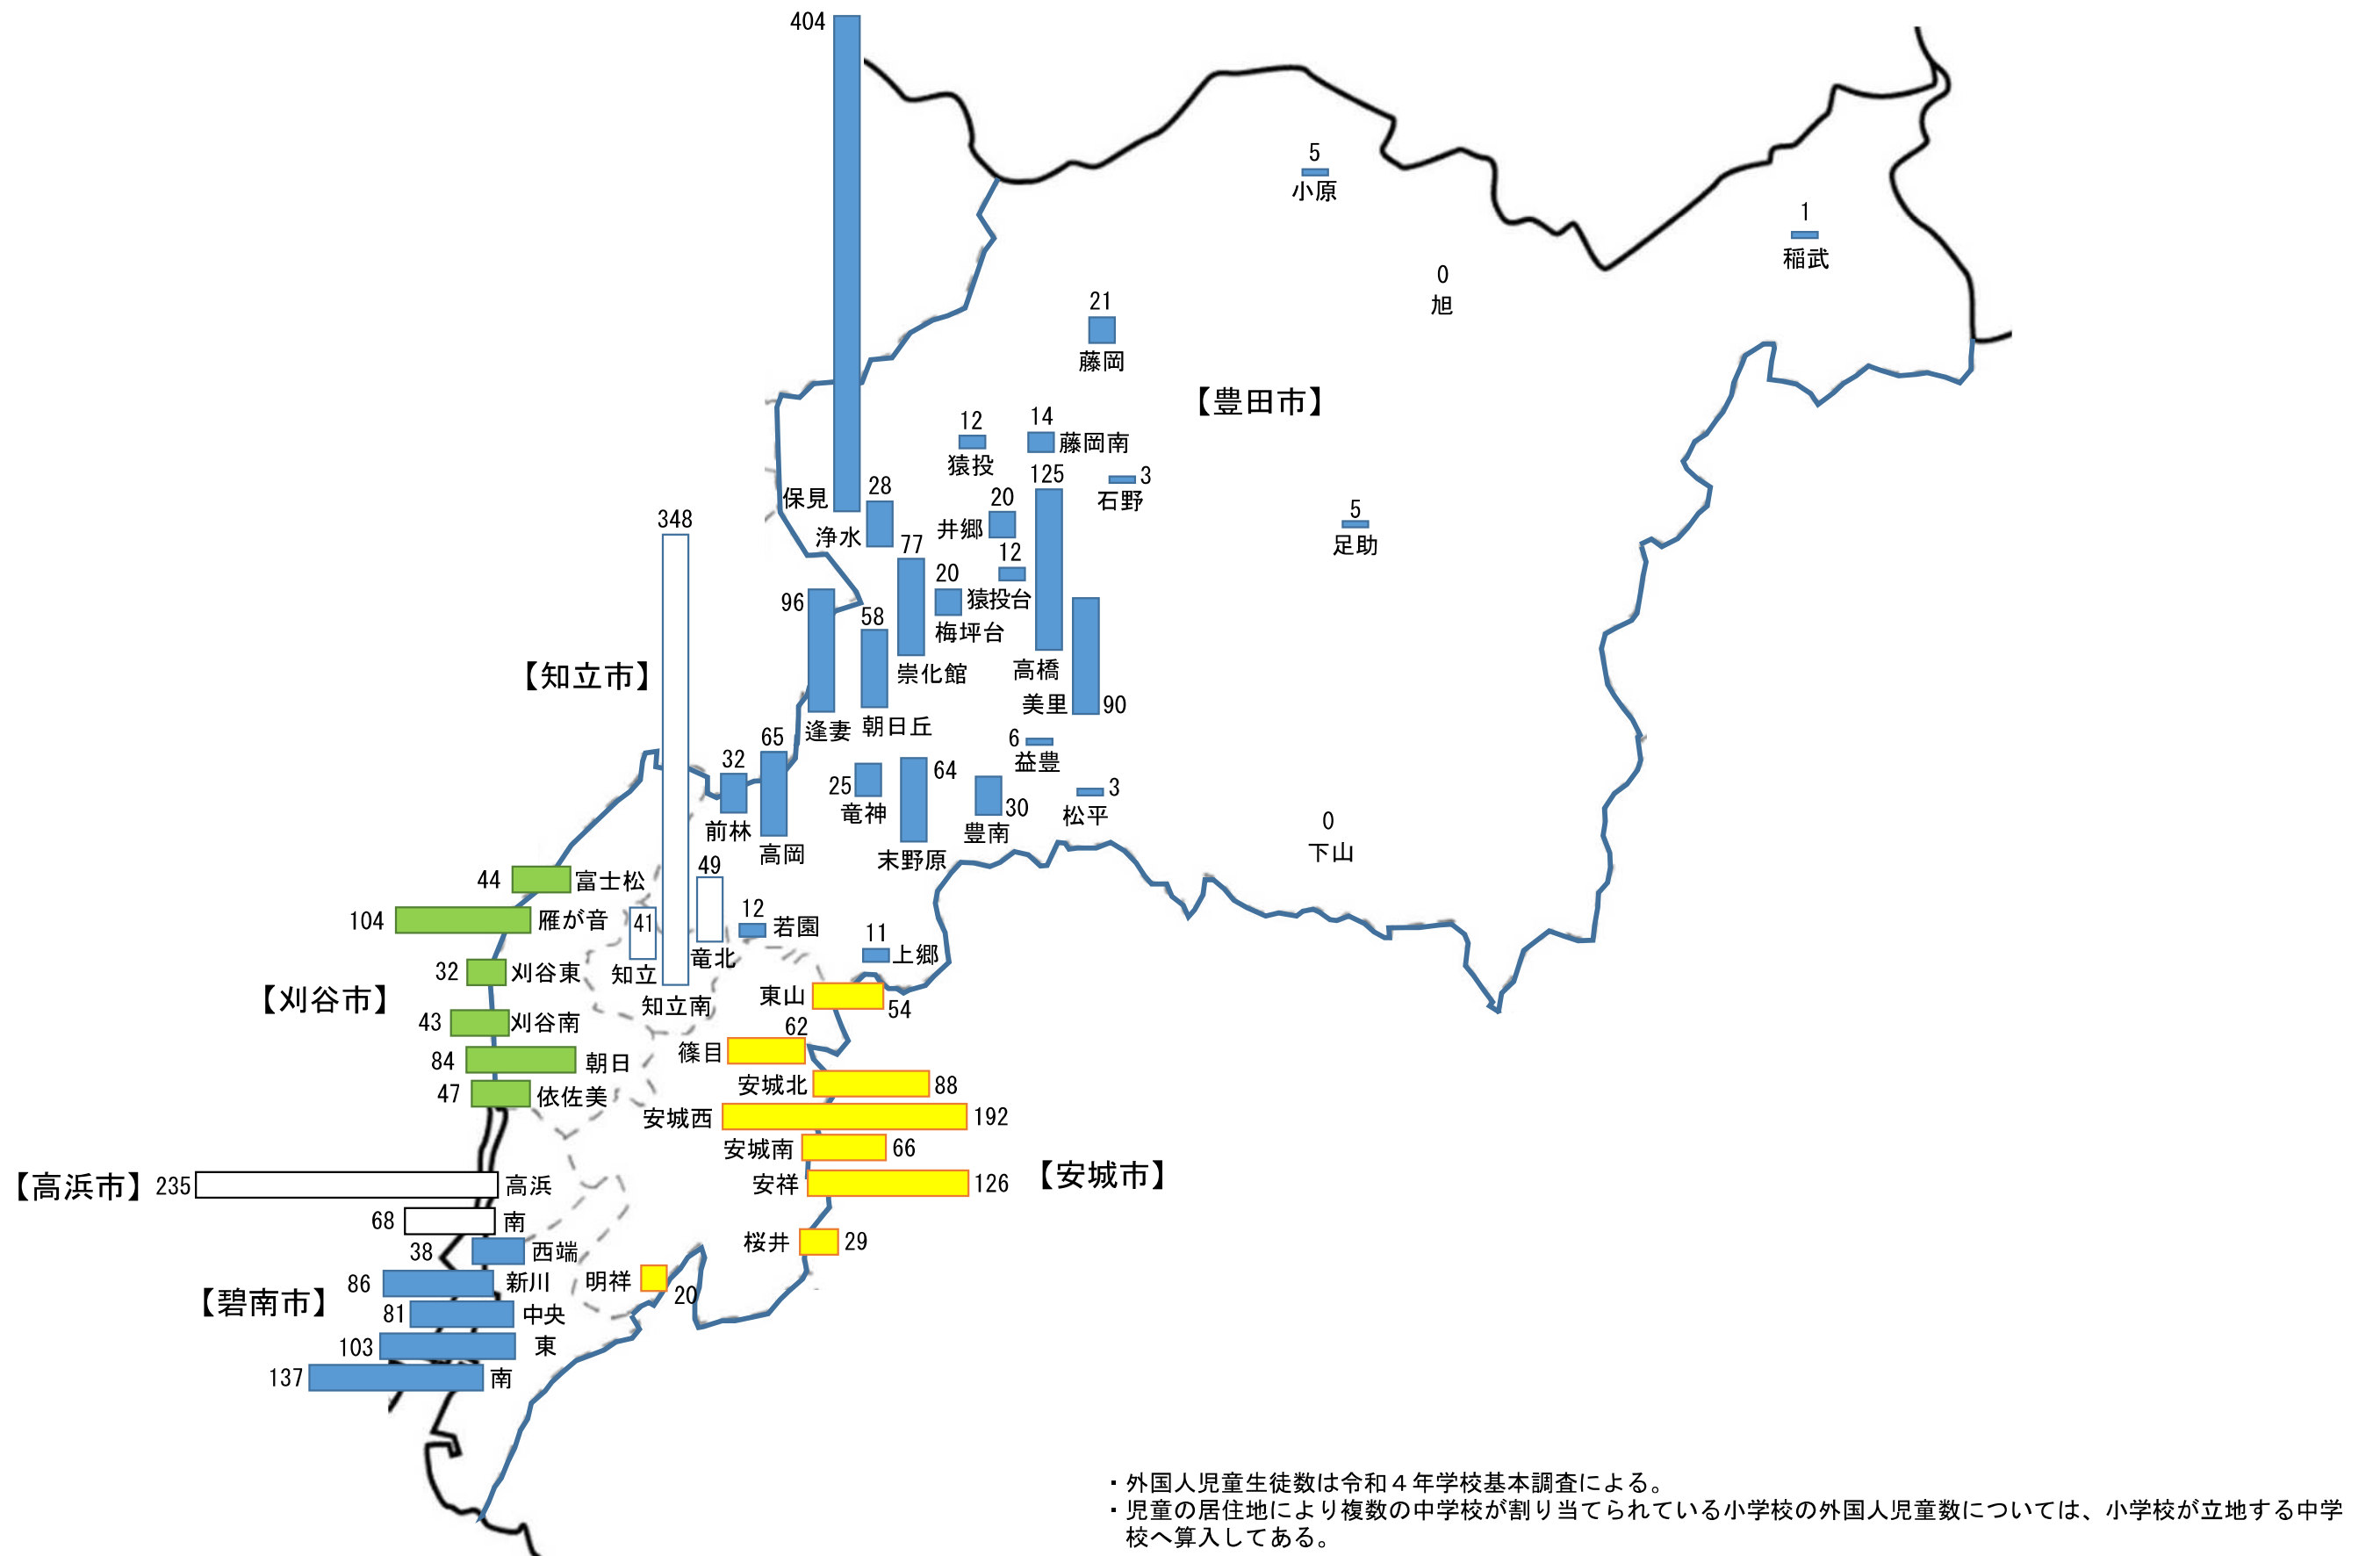 404
5
小原
1
稲武
0
旭
21
藤岡
【豊田市】
12
猿投
14
藤岡南
125
3
石野
保見
28
浄水
20
井郷
5
足助
348
77
12
猿投台
20
梅坪台
96
58
崇化館
高橋
美里
90
【知立市】
逢妻
朝日丘
6
益豊
32
65
25
竜神
64
30
豊南
3
松平
前林
高岡
末野原
0
下山
44
富士松
49
104
雁が音
41
12
若園
11
上郷
知立
竜北
32
刈谷東
【刈谷市】
知立南
東山
54
43
刈谷南
62
篠目
84
朝日
安城北
88
47
依佐美
安城西
192
安城南
66
【高浜市】
235
高浜
安祥
126
【安城市】
68
南
38
西端
桜井
29
86
新川
明祥
20
【碧南市】
81
中央
103
東
137
南
・外国人児童生徒数は令和４年学校基本調査による。
・児童の居住地により複数の中学校が割り当てられている小学校の外国人児童数については、小学校が立地する中学
校へ算入してある。